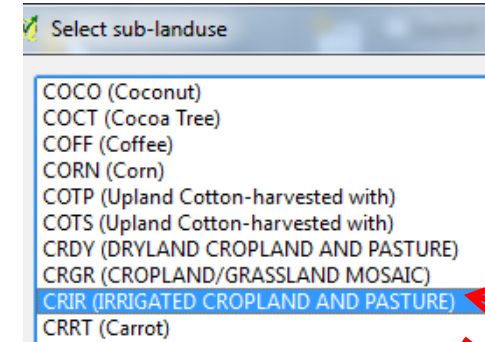 Select sub-landuse
COCO (Coconut)
COCT (Cocoa Tree)
COFF (Coffee)
CORN (Corn)
COTP (Upland Cotton-harvested with)
COTS (Upland Cotton-harvested with)
CRDY (DRYLAND CROPLAND AND PASTURE)
CRGR (CROPLAND/GRASSLAND MOSAIC)
CRIR (IRRIGATED CROPLAND AND PASTURE)
CRRT (Carrot)